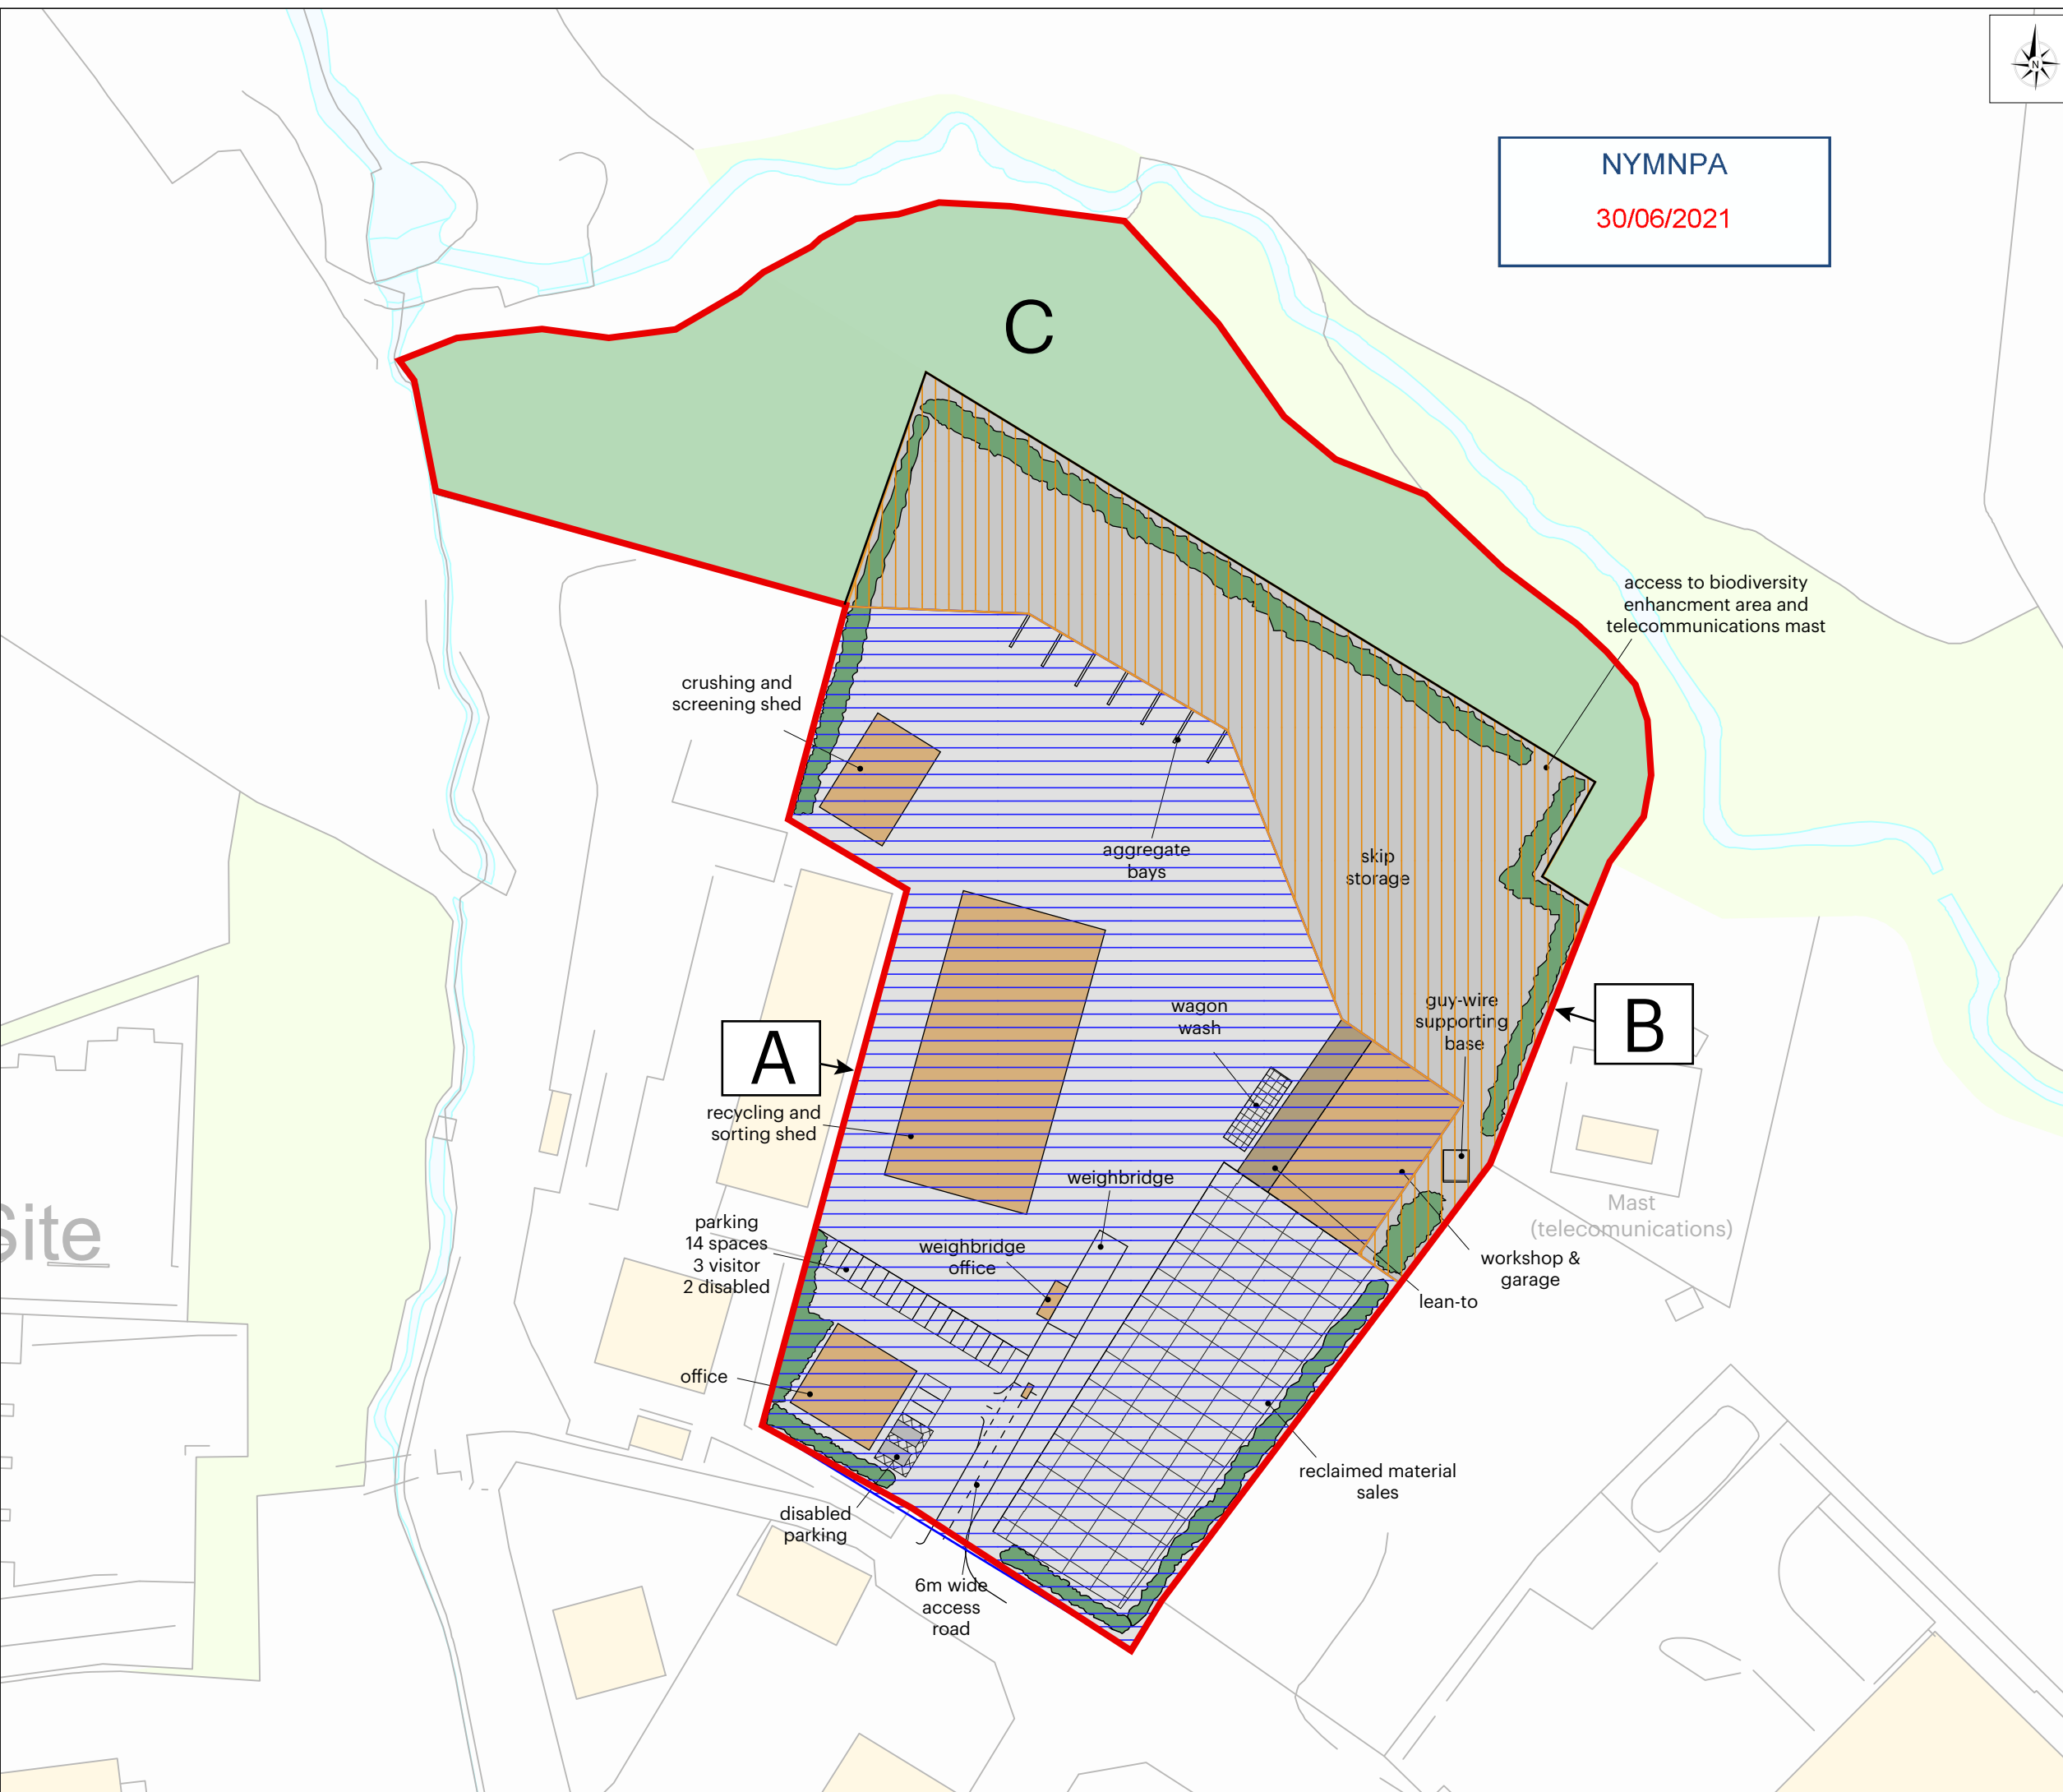 N
NYMNPA
30/06/2021
C
access to biodiversity
enhancment area and
telecommunications mast
crushing and
screening shed
aggregate
bays
skip
storage
wagon
wash
guy-wire
supporting
base
B
A
recycling and
sorting shed
weighbridge
Mast
(telecomunications)
Site
parking
14 spaces
3 visitor
2 disabled
weighbridge
office
workshop &
garage
lean-to
office
reclaimed material
sales
disabled
parking
6m wide
access
road